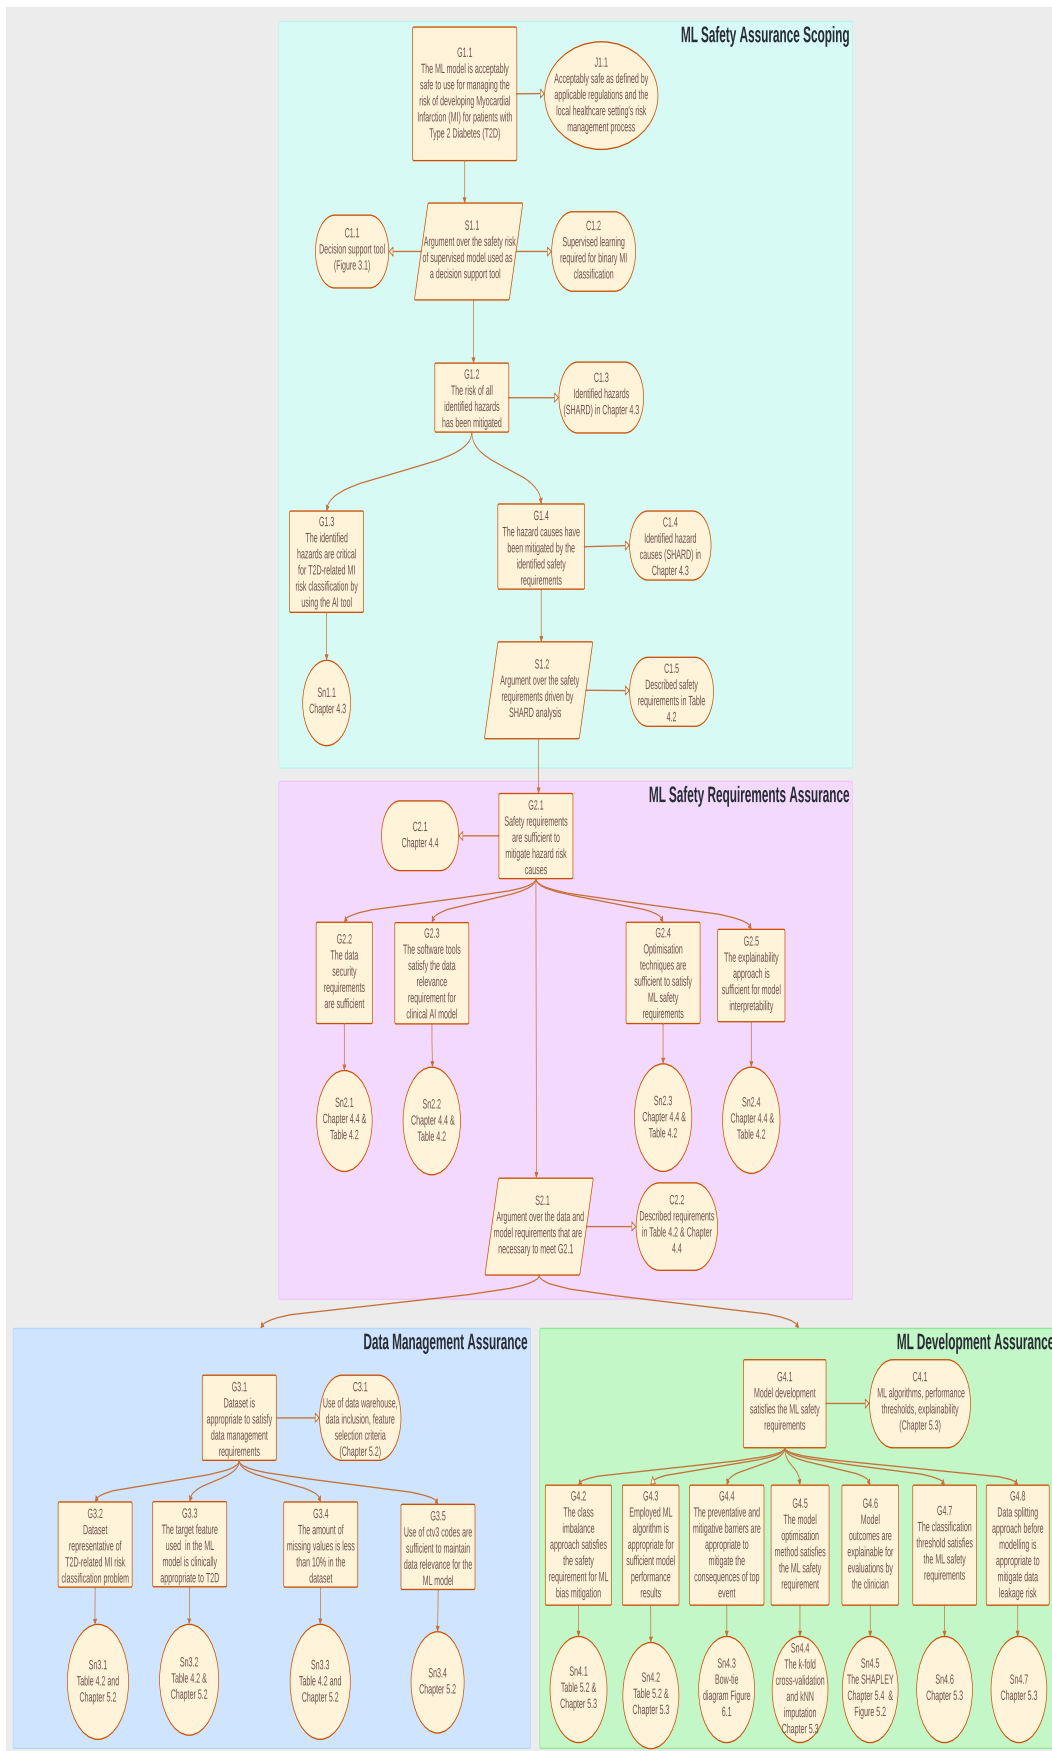 ML Safety Assurance Scoping
G1.1
The ML model is acceptably
safe to use for managing the
risk of developing Myocardial
Infarction (MI) for patients with
Type 2 Diabetes (T2D)
J1.1
Acceptably safe as defined by
applicable regulations and the
local healthcare setting's risk
management process
C1.1
Decision support tool
(Figure 3.1)
S1.1
Argument over the safety risk
of supervised model used as
a decision support tool
C1.2
Supervised learning
required for binary MI
classification
G1.2
The risk of all
identified hazards
has been mitigated
C1.3
Identified hazards
(SHARD) in Chapter 4.3
G1.3
The identified
hazards are critical
for T2D-related MI
risk classification by
using the AI tool
G1.4
The hazard causes have
been mitigated by the
identified safety
requirements
C1.4
Identified hazard
causes (SHARD) in
Chapter 4.3
Sn1.1
Chapter 4.3
S1.2
Argument over the safety
requirements driven by
SHARD analysis
C1.5
Described safety
requirements in Table
4.2
ML Safety Requirements Assurance
C2.1
Chapter 4.4
G2.1
Safety requirements
are sufficient to
mitigate hazard risk
causes
G2.2
The data
security
requirements
are sufficient
G2.3
The software tools
satisfy the data
relevance
requirement for
clinical AI model
G2.4
Optimisation
techniques are
sufficient to satisfy
ML safety
requirements
G2.5
The explainability
approach is
sufficient for model
interpretability
Sn2.1
Chapter 4.4 &
Table 4.2
Sn2.2
Chapter 4.4 &
Table 4.2
Sn2.3
Chapter 4.4 &
Table 4.2
Sn2.4
Chapter 4.4 &
Table 4.2
S2.1
Argument over the data and
model requirements that are
necessary to meet G2.1
C2.2
Described requirements
in Table 4.2 & Chapter
4.4
Data Management Assurance
G3.1
Dataset is
appropriate to satisfy
data management
requirements
C3.1
Use of data warehouse,
data inclusion, feature
selection criteria
(Chapter 5.2)
G3.2
Dataset
representative of
T2D-related MI risk
classification problem
G3.3
The target feature
used in the ML
model is clinically
appropriate to T2D
G3.4
The amount of
missing values is less
than 10% in the
dataset
G3.5
Use of ctv3 codes are
sufficient to maintain
data relevance for the
ML model
Sn3.1
Table 4.2 and
Chapter 5.2
Sn3.2
Table 4.2 &
Chapter 5.2
Sn3.3
Table 4.2 and
Chapter 5.2
Sn3.4
Chapter 5.2
ML Development Assurance
G4.1
Model development
satisfies the ML safety
requirements
C4.1
ML algorithms, performance
thresholds, explainability
(Chapter 5.3)
G4.2
The class
imbalance
approach satisfies
the safety
requirement for ML
bias mitigation
G4.3
Employed ML
algorithm is
appropriate for
sufficient model
performance
results
G4.4
The preventative and
mitigative barriers are
appropriate to
mitigate the
consequences of top
event
G4.5
The model
optimisation
method satisfies
the ML safety
requirement
G4.6
Model
outcomes are
explainable for
evaluations by
the clinician
G4.7
The classification
threshold satisfies
the ML safety
requirements
G4.8
Data splitting
approach before
modelling is
appropriate to
mitigate data
leakage risk
Sn4.1
Table 5.2 &
Chapter 5.3
Sn4.2
Table 5.2 &
Chapter 5.3
Sn4.3
Bow-tie
diagram Figure
6.1
Sn4.4
The k-fold
cross-validation
and kNN
imputation
Chapter 5.3
Sn4.5
The SHAPLEY
Chapter 5.4 &
Figure 5.2
Sn4.6
Chapter 5.3
Sn4.7
Chapter 5.3